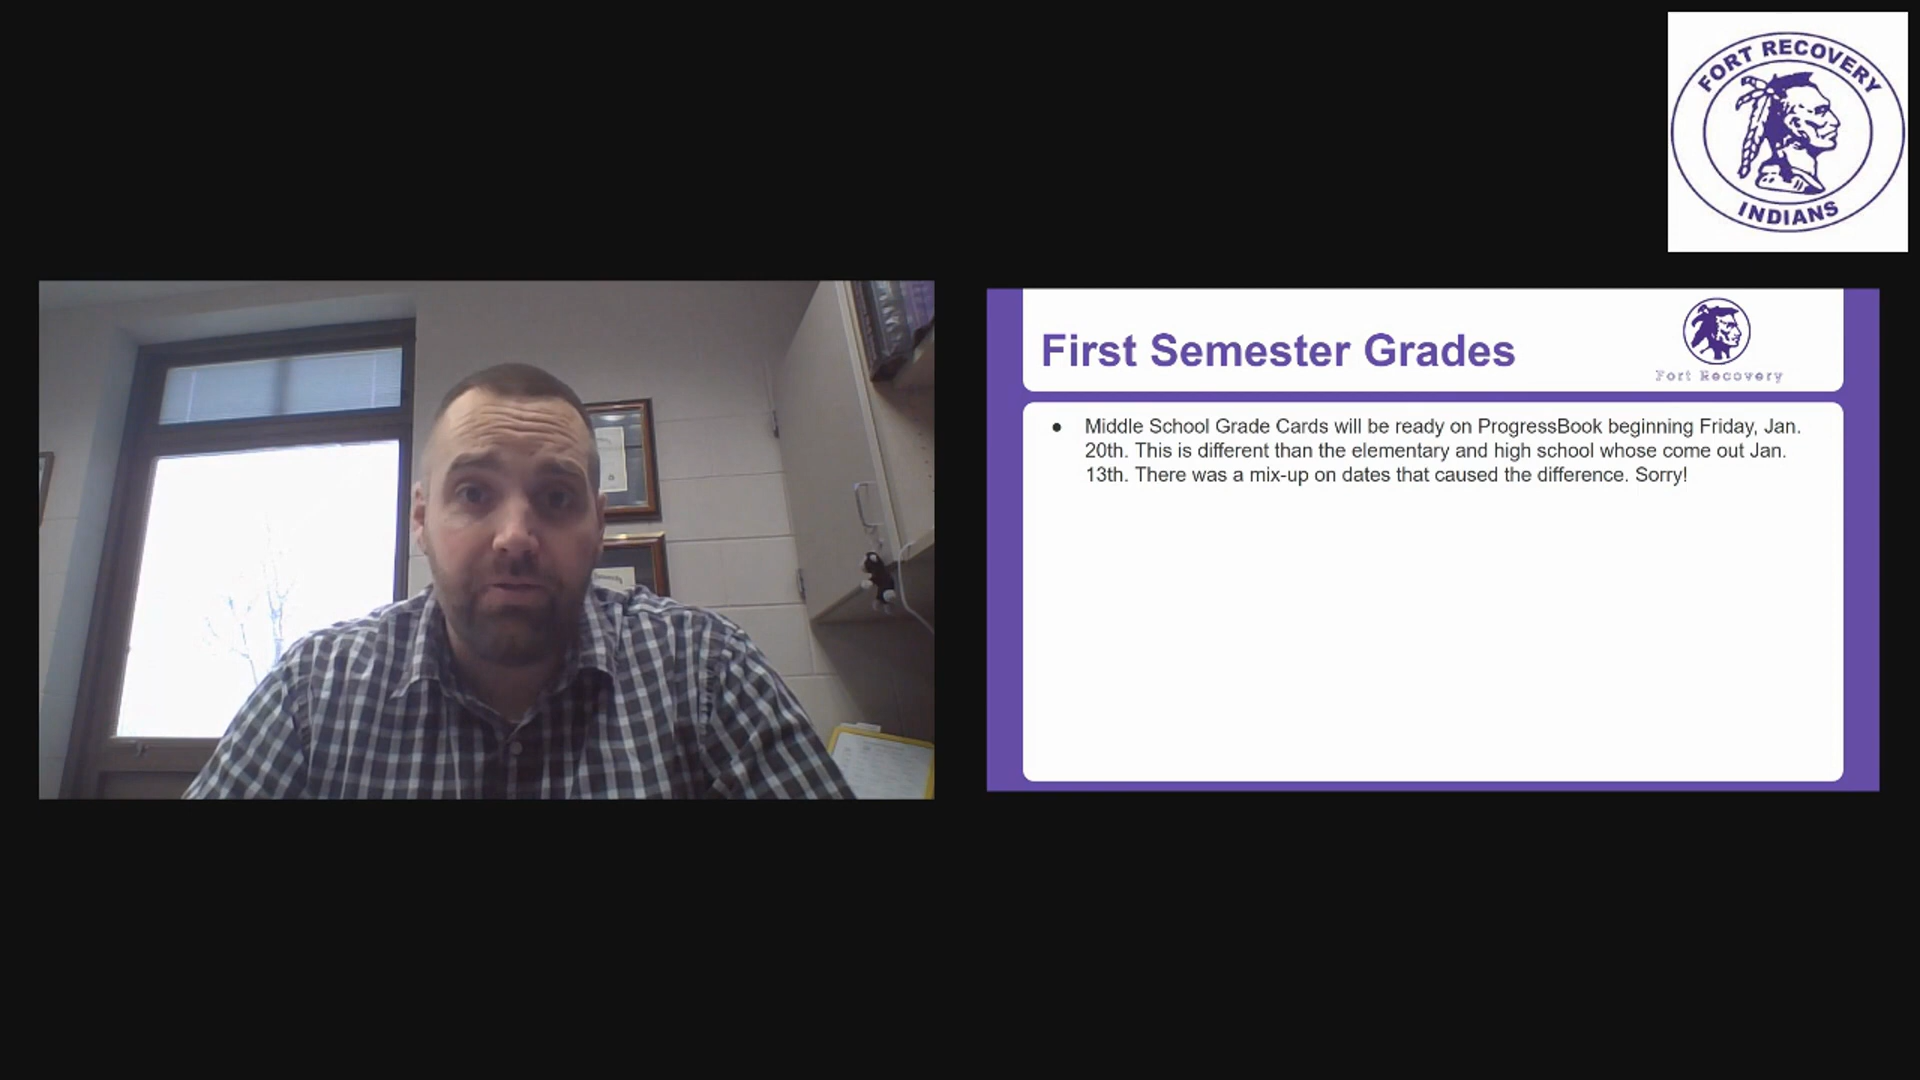 FORT RECOVERY
INDIANS
First Semester Grades
Fort Recovery
● Middle School Grade Cards will be ready on ProgressBook beginning Friday, Jan.
20th. This is different than the elementary and high school whose come out Jan.
13th. There was a mix-up on dates that caused the difference. Sorry!